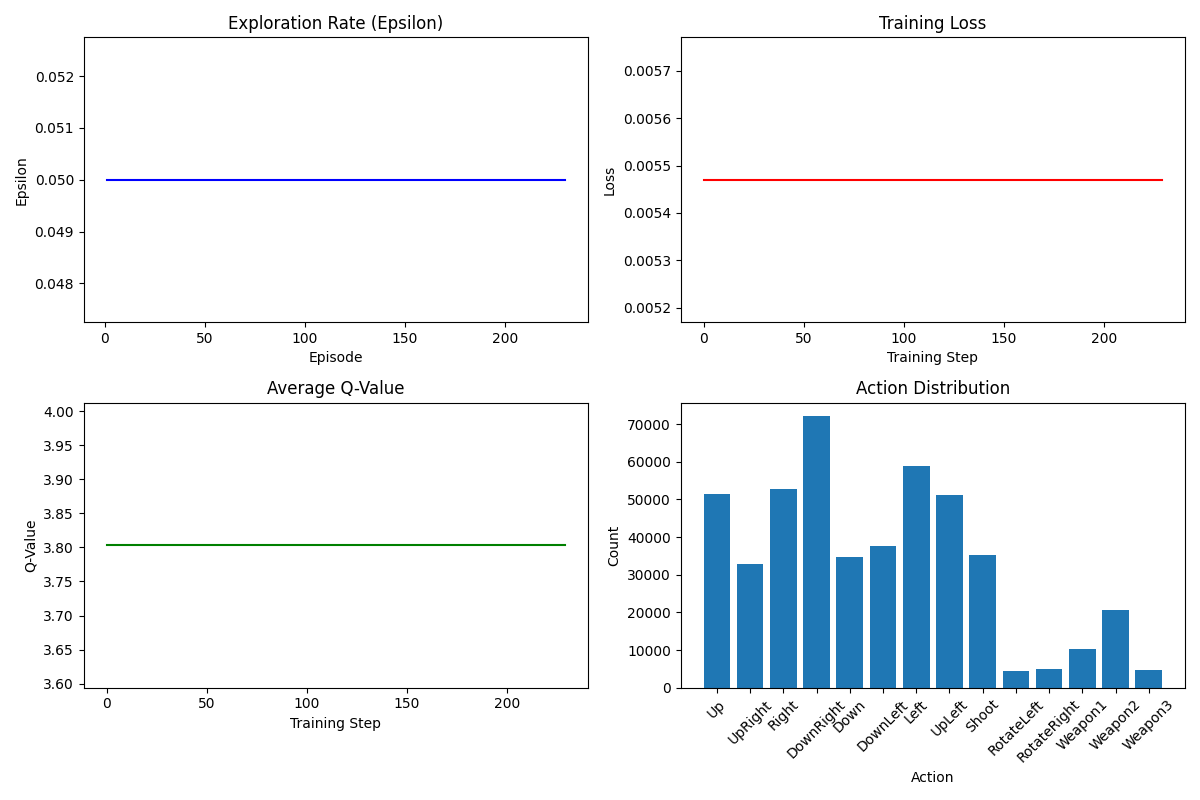 Exploration Rate (Epsilon)
0.052
0.051
0.050
0.049
0.048
Epsilon
0 50 100 150 200
Episode
Training Loss
0.0057
0.0056
0.0055
0.0054
0.0053
0.0052
Loss
0 50 100 150 200
Training Step
Average Q-Value
4.00
3.95
3.90
3.85
3.80
3.75
3.70
3.65
3.60
Q-Value
0 50 100 150 200
Training Step
Action Distribution
70000
60000
50000
40000
30000
20000
10000
0
Count
Up
UpRight
Right
DownRight
Down
DownLeft
Left
UpLeft
Shoot
RotateLeft
RotateRight
Weapon1
Weapon2
Weapon3
Action